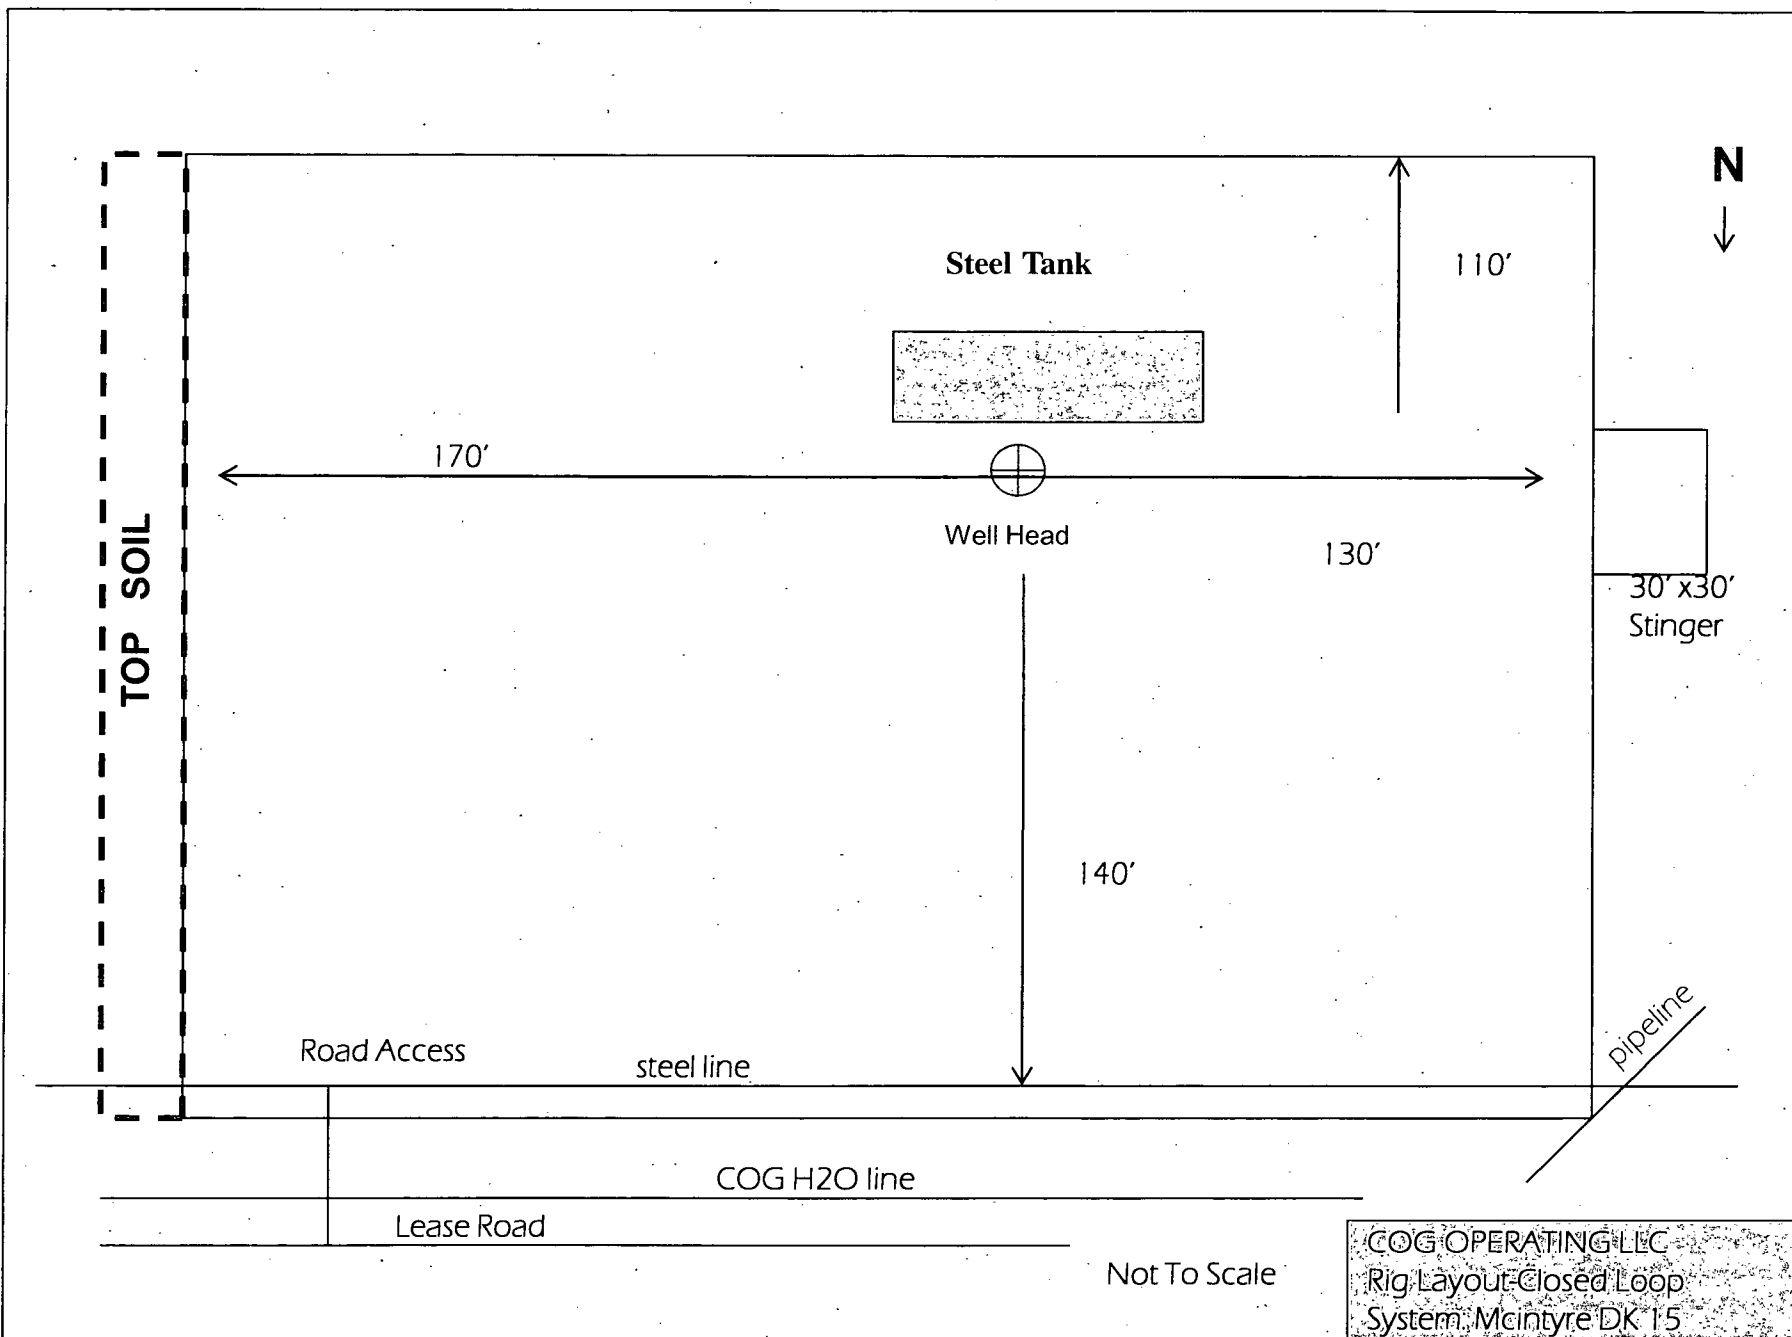 N
Steel Tank
110′
170′
Well Head
130′
30′ x30′
Stinger
TOP SOIL
140′
pipeline
Road Access
steel line
COG H2O line
Lease Road
Not To Scale
COG OPERATING LLC
Rig Layout-Closed Loop
System: Mcintyre DK 15